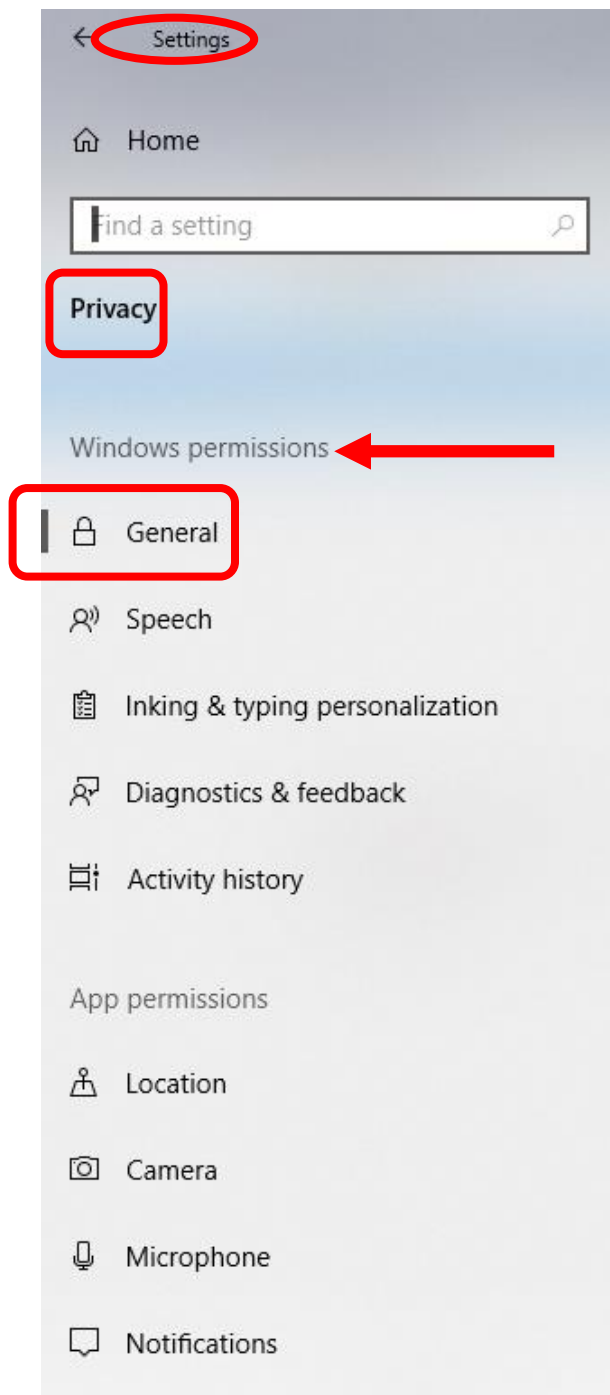 Settings
Home
Find a setting
Privacy
Windows permissions
General
Speech
Inking & typing personalization
Diagnostics & feedback
Activity history
App permissions
Location
Camera
Microphone
Notifications